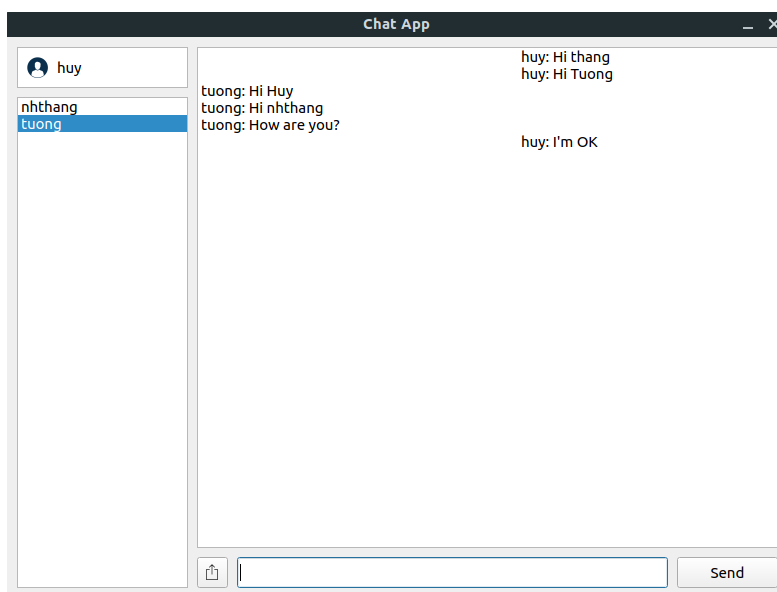 Chat App
huy
nhthang
tuong
huy: Hi thang
huy: Hi Tuong
tuong: Hi Huy
tuong: Hi nhthang
tuong: How are you?
huy: I'm OK
Send